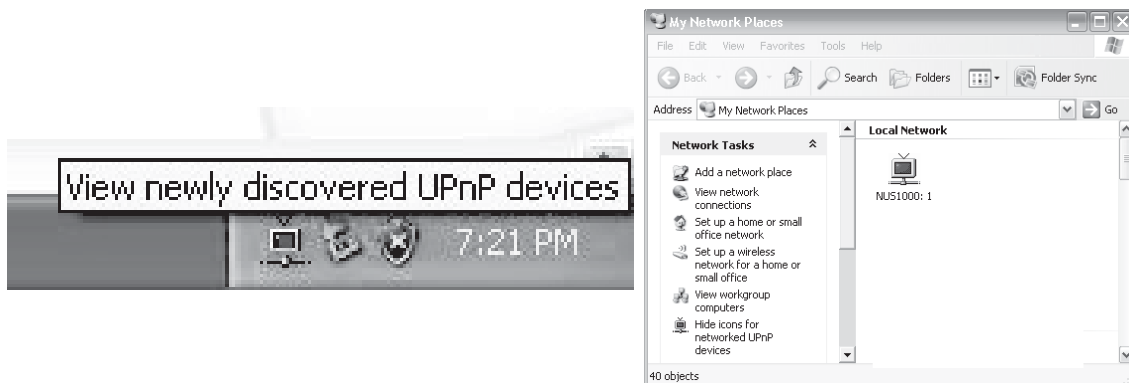 View newly discovered UPnP devices
7:21 PM
My Network Places
File Edit View Favorites Tools Help
Back Search Folders Folder Sync
Address My Network Places Go
Network Tasks
Add a network place
View network
connections
Set up a home or small
office network
Set up a wireless
network for a home or
small office
View workgroup
computers
Hide icons for
networked UPnP
devices
Local Network
NUS1000: 1
40 objects